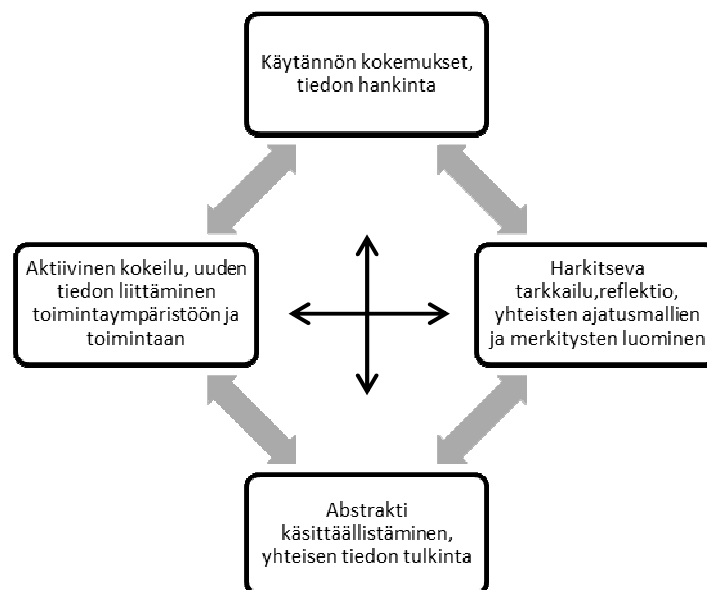 Käytännön kokemukset,
tiedon hankinta
Aktiivinen kokeilu, uuden
tiedon liittäminen
toimintaympäristöön ja
toimintaan
Harkitseva
tarkkailu,reflektio,
yhteisten ajatusmallien
ja merkitysten luominen
Abstrakti
käsittäällistäminen,
yhteisen tiedon tulkinta